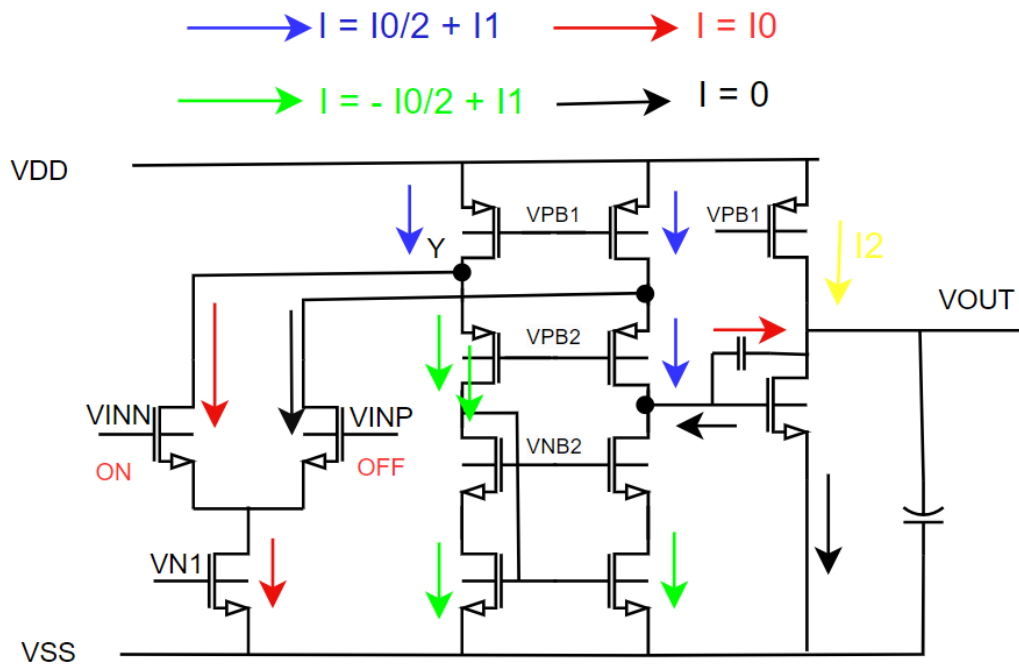 I = I0/2 + I1 I = I0
I = - I0/2 + I1 I = 0
VDD
VPB1 VPB1
Y
I2
VOUT
VPB2
VINN VINP
ON OFF
VNB2
VN1
VSS